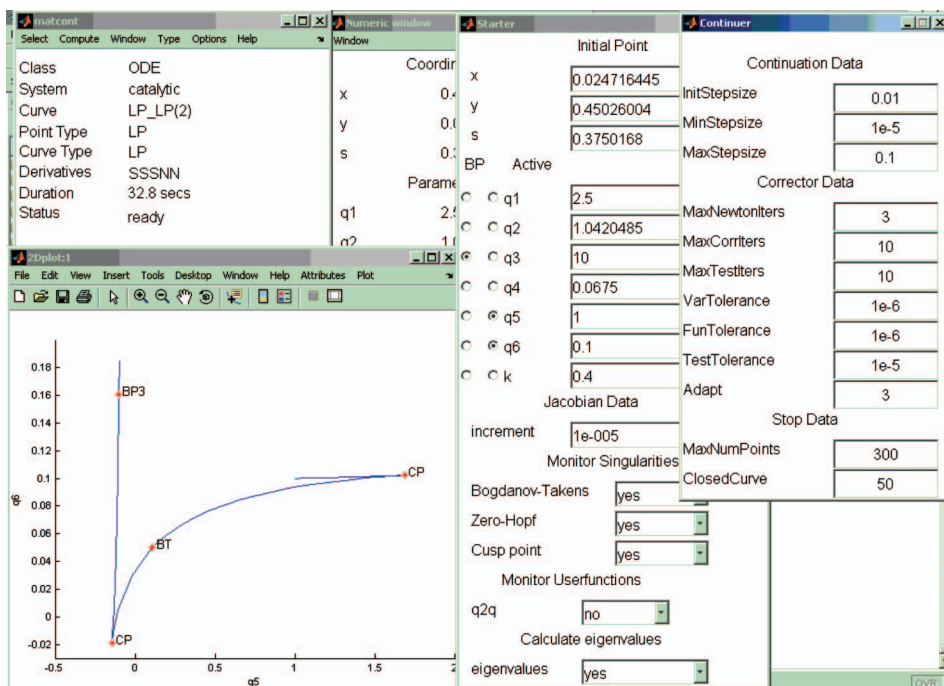 matcont
Select Compute Window Type Options Help
Class ODE
System catalytic
Curve LP_LP(2)
Point Type LP
Curve Type LP
Derivatives SSSNN
Duration 32.8 secs
Status ready
Numeric window
Window
x
y
s
q1
Starter
Initial Point
x 0.024716445
y 0.45026004
s 0.3750168
BP Active
q1 2.5
q2 1.0420485
q3 10
q4 0.0675
q5 1
q6 0.1
k 0.4
Jacobian Data
increment 1e-005
Monitor Singularities
Bogdanov-Takens yes
Zero-Hopf yes
Cusp point yes
Monitor Userfunctions
q2q no
Calculate eigenvalues
eigenvalues yes
Continuer
Continuation Data
InitStepsize 0.01
MinStepsize 1e-5
MaxStepsize 0.1
Corrector Data
MaxNewtonIters 3
MaxCorrIters 10
MaxTestIters 10
VarTolerance 1e-6
FunTolerance 1e-6
TestTolerance 1e-5
Adapt 3
Stop Data
MaxNumPoints 300
ClosedCurve 50
2Dplot:1
File Edit View Insert Tools Desktop Window Help Attributes Plot
0.18
0.16
0.14
0.12
0.1
0.08
0.06
0.04
0.02
0
-0.02
q6
BP3
CP
BT
CP
-0.5 0 0.5 1 1.5 2
q5
OVR